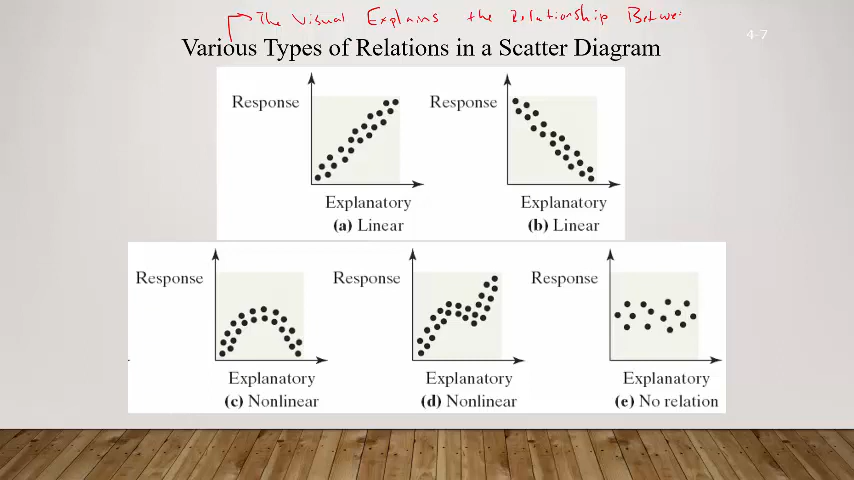 The Visual Explains the Relationship Betwe
4-7
Various Types of Relations in a Scatter Diagram
Response
Response
Explanatory
Explanatory
(a) Linear
(b) Linear
Response
Response
Response
Explanatory
Explanatory
Explanatory
(c) Nonlinear
(d) Nonlinear
(e) No relation